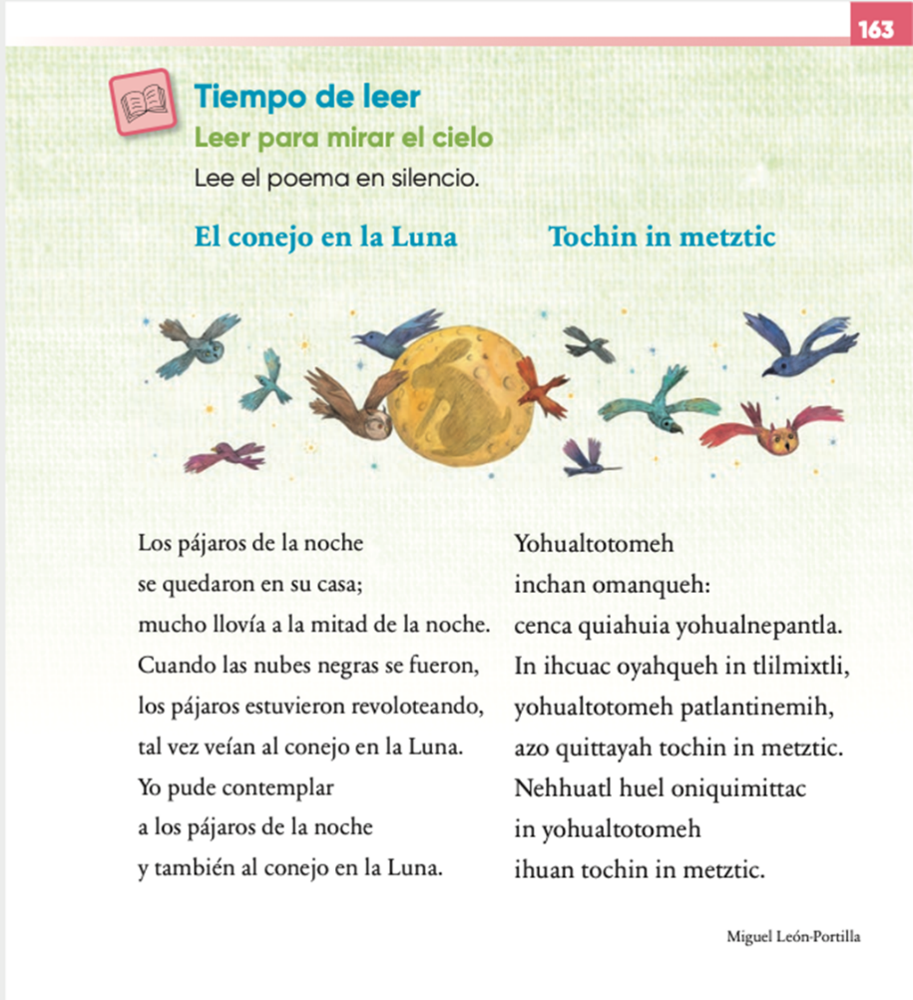 163
Tiempo de leer
Leer para mirar el cielo
Lee el poema en silencio.
El conejo en la Luna
Los pájaros de la noche
se quedaron en su casa;
mucho llovía a la mitad de la noche.
Cuando las nubes negras se fueron,
los pájaros estuvieron revoloteando,
tal vez veían al conejo en la Luna.
Yo pude contemplar
a los pájaros de la noche
y también al conejo en la Luna.
Tochin in metztic
Yohualtotomeh
inchan omanqueh:
cenca quiahuia yohualnepantla.
In ihcuac oyahqueh in tlilmixtli,
yohualtotomeh patlantinemih,
azo quittayah tochin in metztic.
Nehhuatl huel oniquimittac
in yohualtotomeh
ihuan tochin in metztic.
Miguel León-Portilla